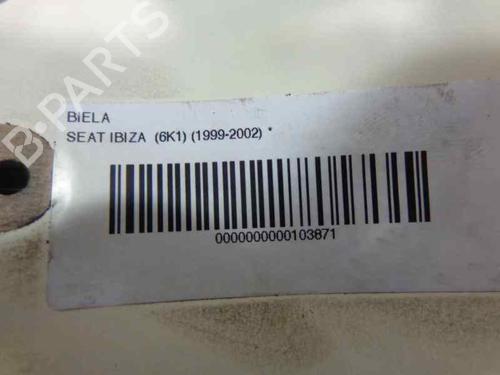 BIELA
SEAT IBIZA (6K1) (1999-2002) *
0000000000103871
B-PARTS